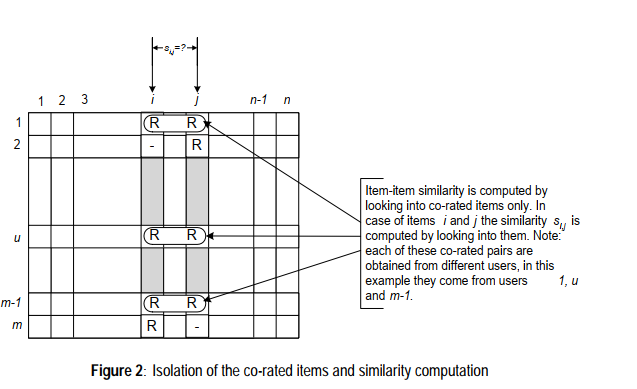 s_i,j=?
1 2 3 i j n-1 n
1 R R
2 - R
u R R
m-1 R R
m R -
Item-item similarity is computed by
looking into co-rated items only. In
case of items i and j the similarity s_i,j is
computed by looking into them. Note:
each of these co-rated pairs are
obtained from different users, in this
example they come from users 1, u
and m-1.
Figure 2: Isolation of the co-rated items and similarity computation